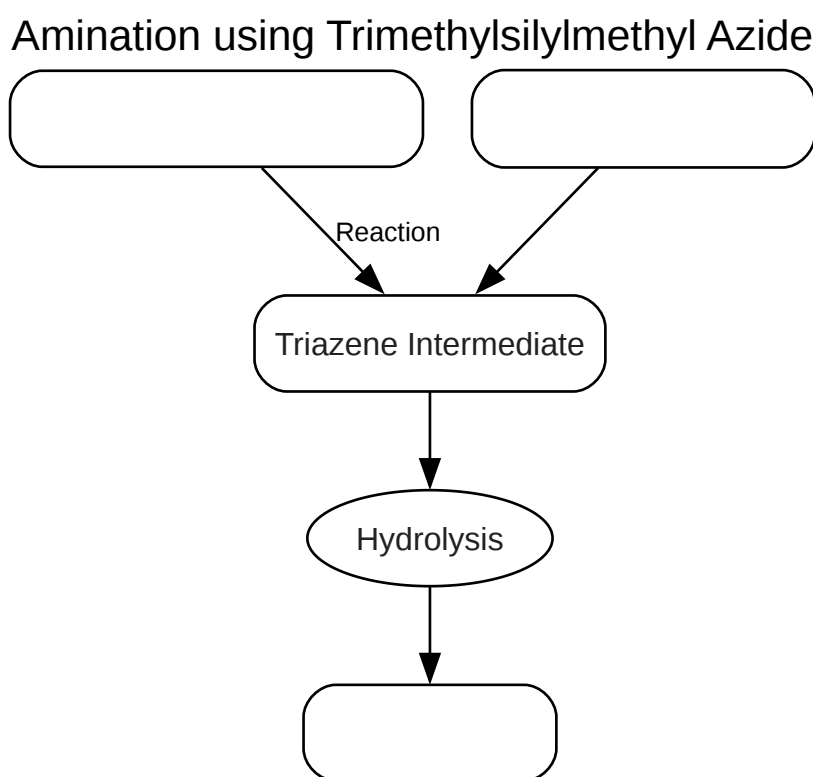 Amination using Trimethylsilylmethyl Azide
Reaction
Triazene Intermediate
Hydrolysis